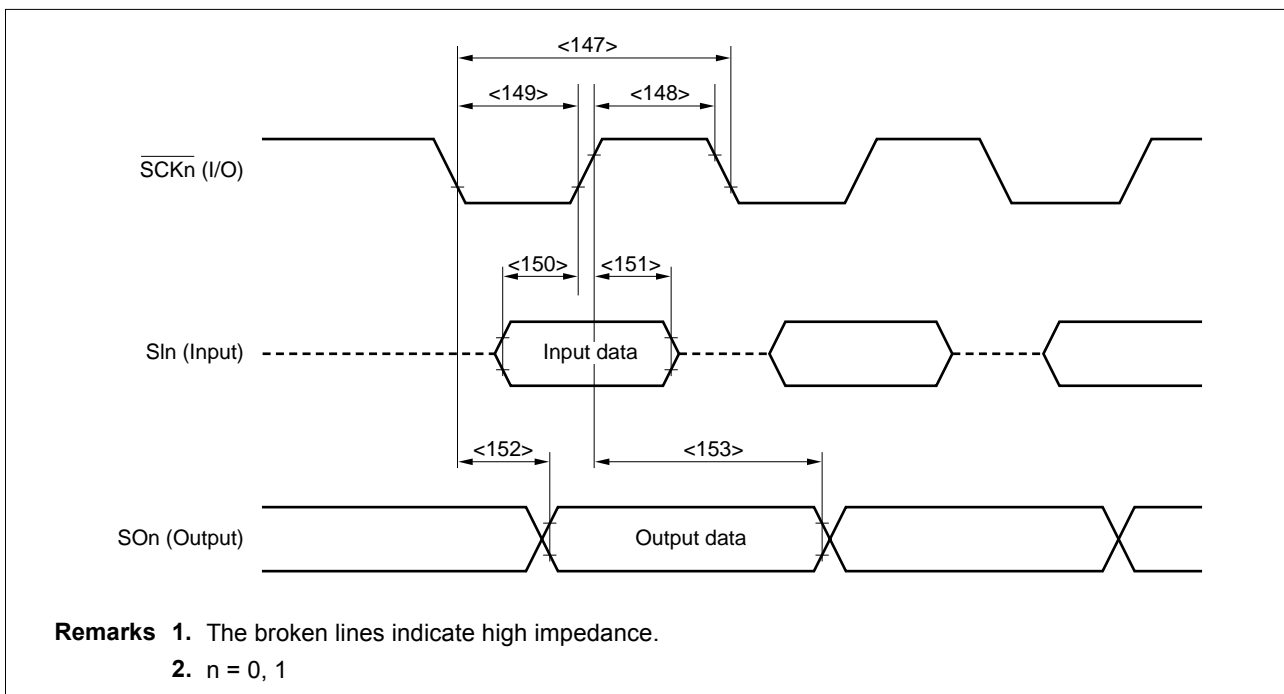 <147>
<149> <148>
SCKn (I/O)
<150> <151>
SIn (Input) Input data
<152> <153>
SOn (Output) Output data
Remarks 1. The broken lines indicate high impedance.
2. n = 0, 1